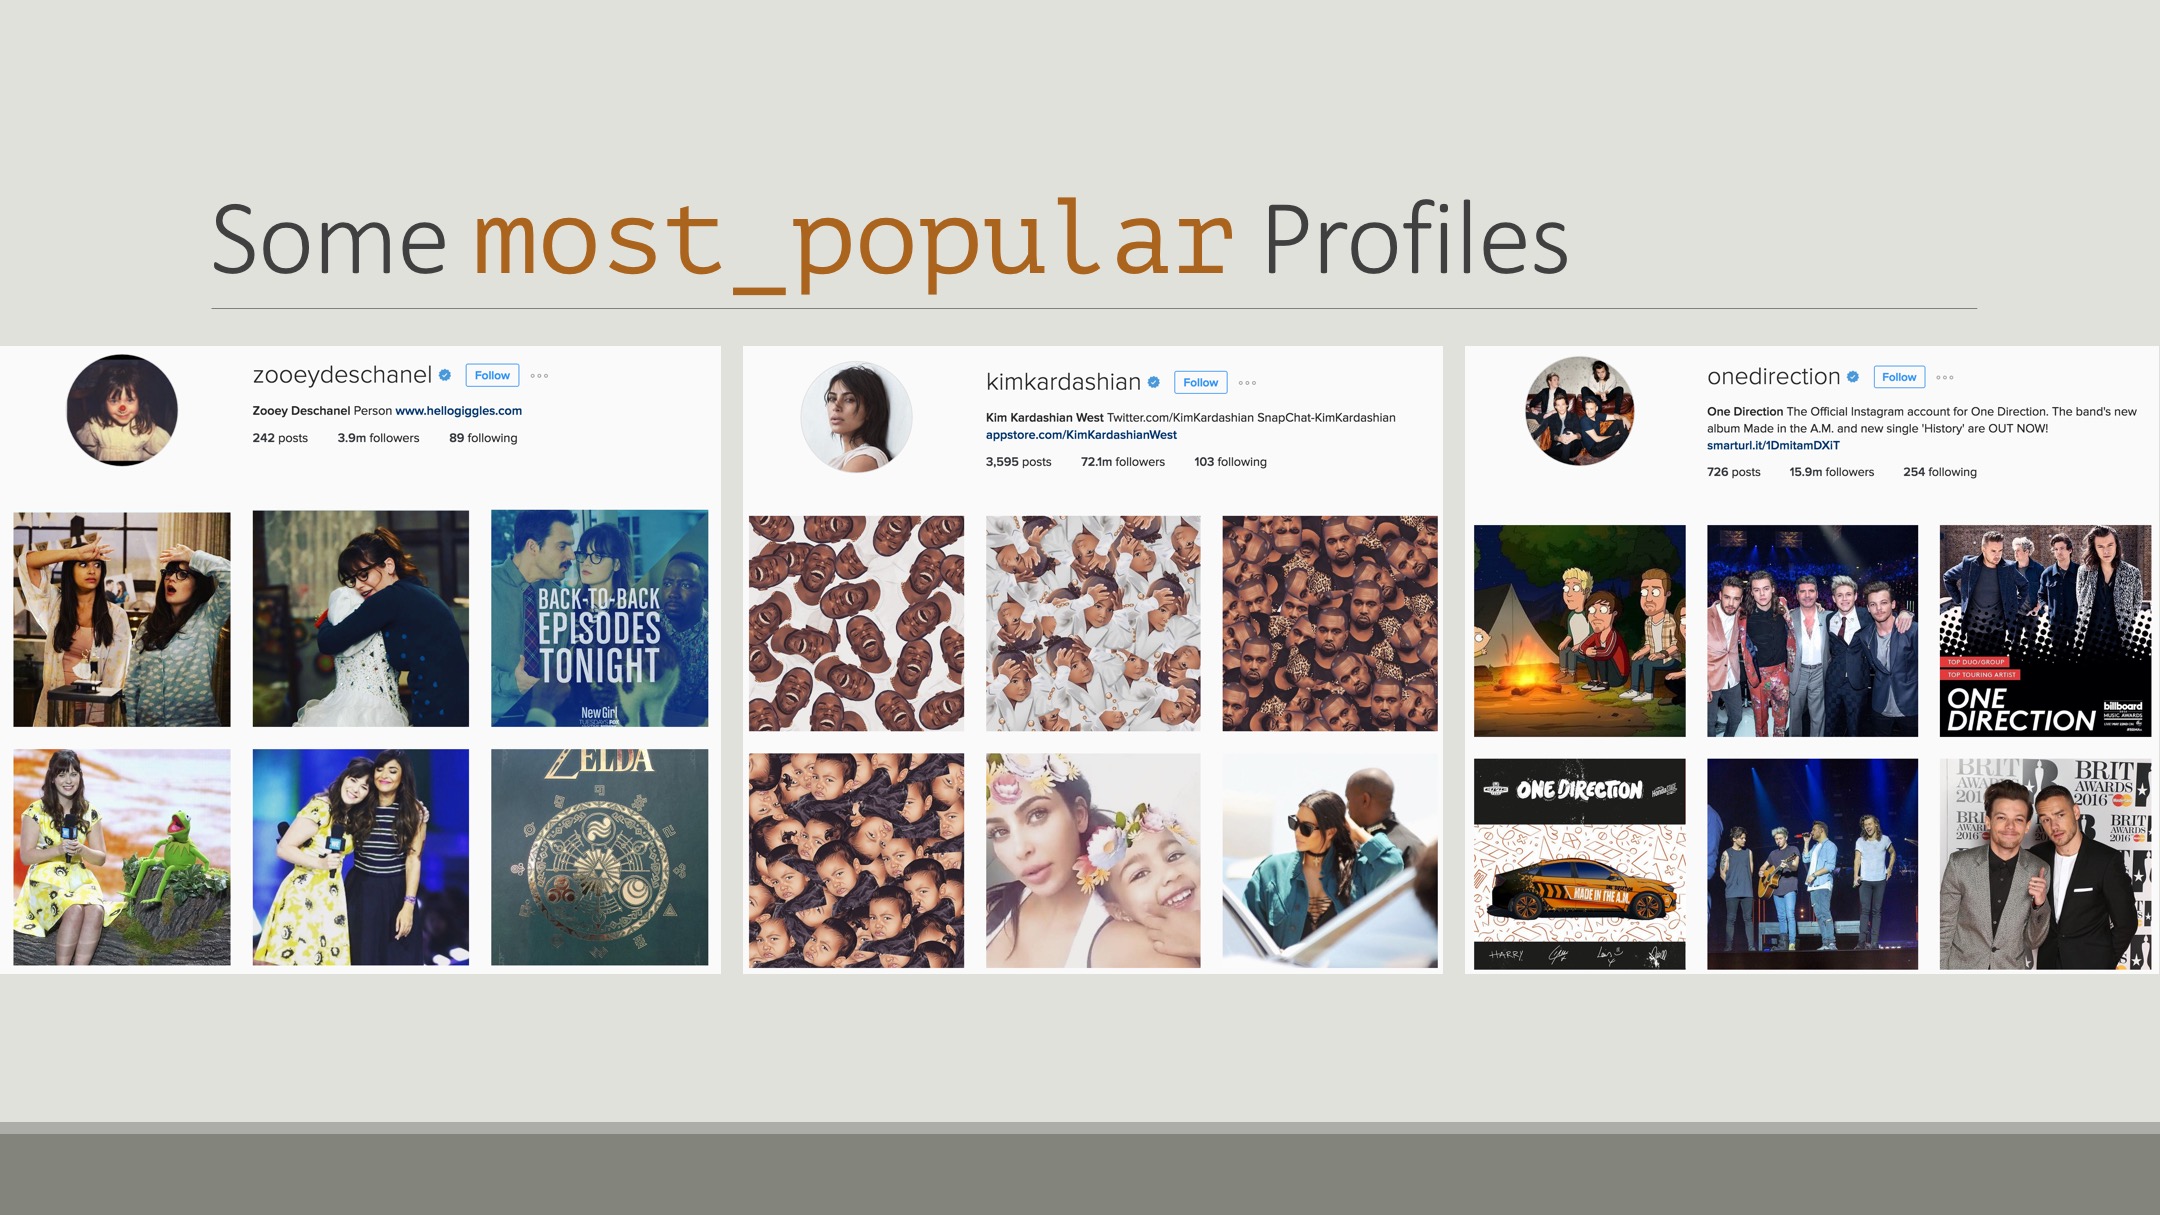 Some most_popular Profiles
zooeydeschanel Follow
Zooey Deschanel Person www.hellogiggles.com
242 posts 3.9m followers 89 following
BACK-TO-BACK
EPISODES
TONIGHT
New Girl
TUESDAYS FOX
ZELDA
kimkardashian Follow
Kim Kardashian West Twitter.com/KimKardashian SnapChat-KimKardashian
appstore.com/KimKardashianWest
3,595 posts 72.1m followers 103 following
onedirection Follow
One Direction The Official Instagram account for One Direction. The band's new
album Made in the A.M. and new single 'History' are OUT NOW!
smarturl.it/1DmitamDXiT
726 posts 15.9m followers 254 following
TOP DUO/GROUP
TOP TOURING ARTIST
ONE
DIRECTION
billboard
MUSIC AWARDS
ONE DIRECTION
MADE IN THE A.M.
HARRY
BRIT
AWARDS
2016
BRIT
AWARDS
2016
BRIT
AWARDS
2016